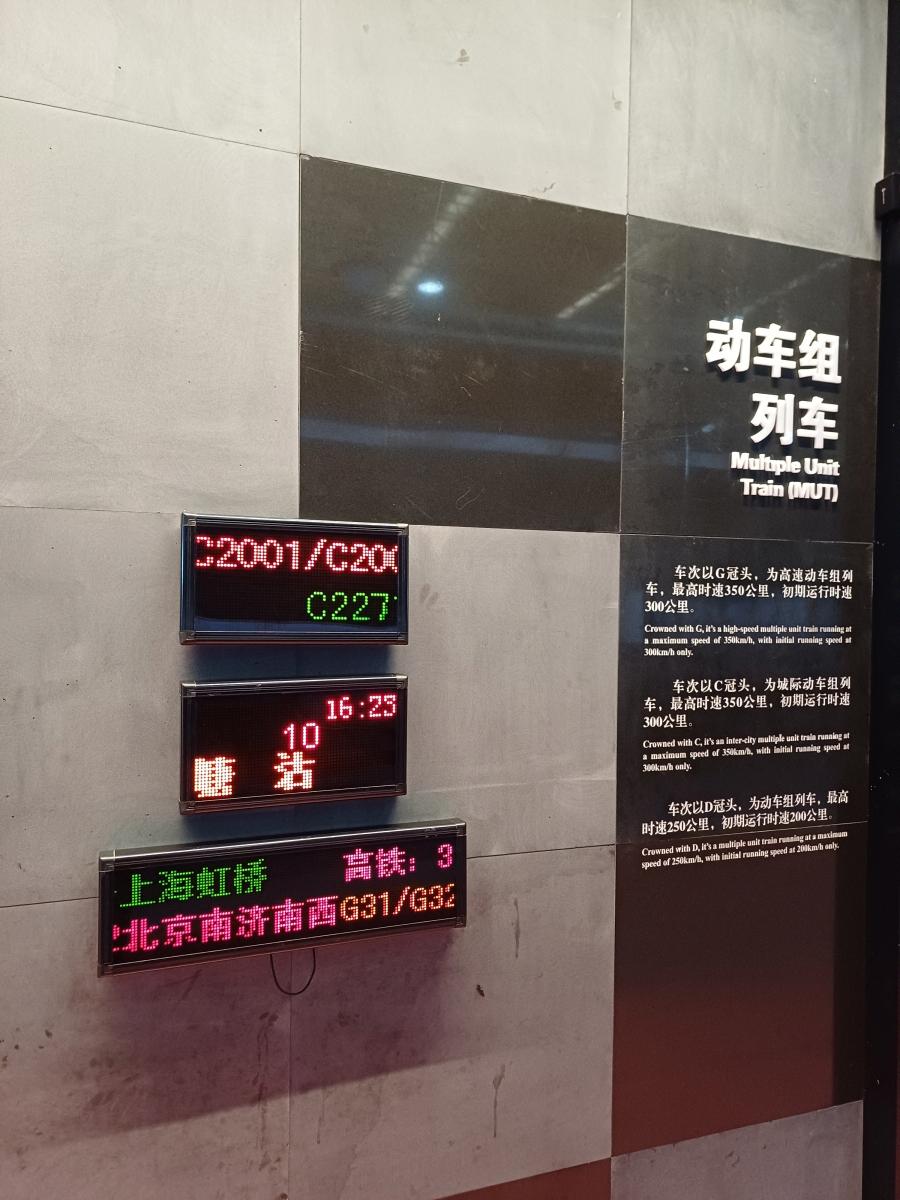 动车组
列车
Multiple Unit
Train (MUT)
C2001/C200
C227
16:23
10
塘 沽
上海虹桥
高铁：3
北京南济南西G31/G32
车次以G冠头，为高速动车组列
车，最高时速350公里，初期运行时速
300公里。
Crowned with G, it's a high-speed multiple unit train running at
a maximum speed of 350km/h, with initial running speed at
300km/h only.
车次以C冠头，为城际动车组列
车，最高时速350公里，初期运行时速
300公里。
Crowned with C, it's an inter-city multiple unit train running at
a maximum speed of 350km/h, with initial running speed at
300km/h only.
车次以D冠头，为动车组列车，最高
时速250公里，初期运行时速200公里。
Crowned with D, it's a multiple unit train running at a maximum
speed of 250km/h, with initial running speed at 200km/h only.